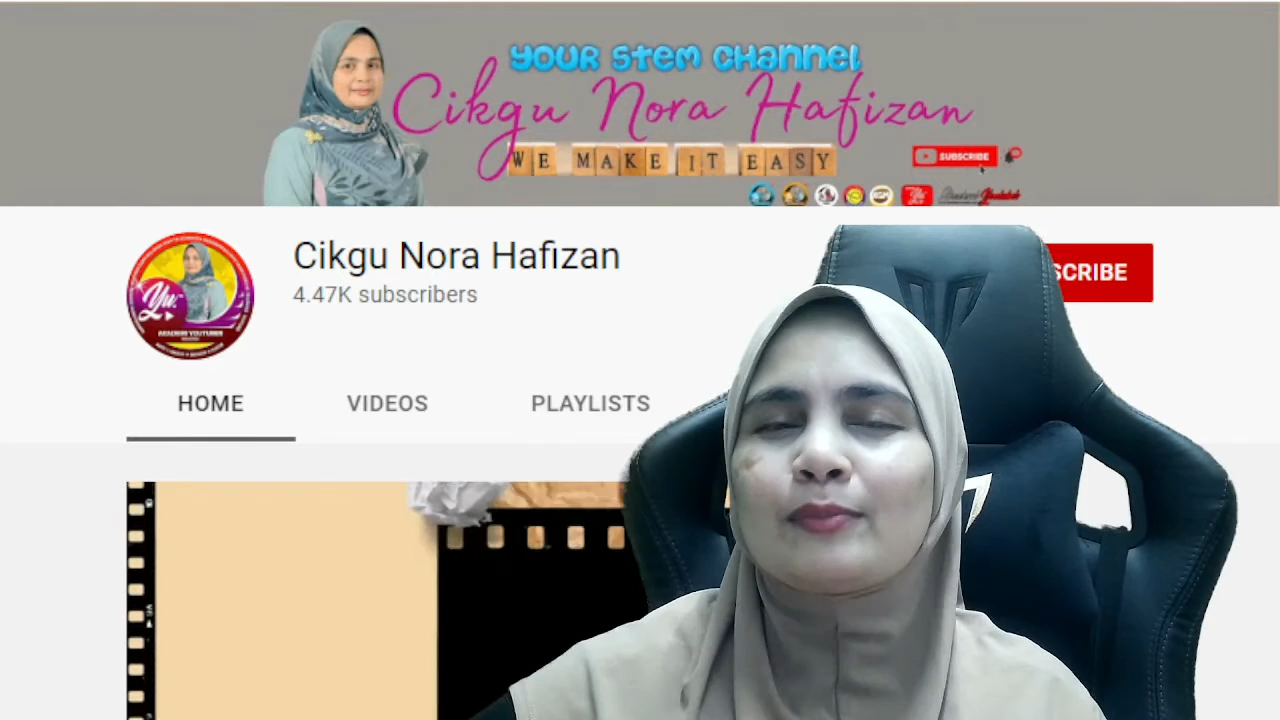 YOUR STEM CHANNEL
Cikgu Nora Hafizan
WE MAKE IT EASY
SUBSCRIBE
Cikgu Nora Hafizan
4.47K subscribers
SCRIBE
HOME
VIDEOS
PLAYLISTS